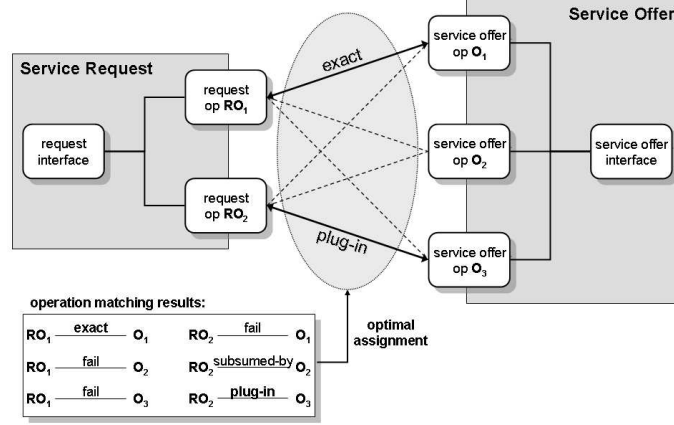 Service Request
Service Offer
request
interface
request
op RO₁
request
op RO₂
exact
plug-in
service offer
op O₁
service offer
op O₂
service offer
op O₃
service offer
interface
operation matching results:
RO₁ exact O₁ RO₂ fail O₁
RO₁ fail O₂ RO₂ subsumed-by O₂
RO₁ fail O₃ RO₂ plug-in O₃
optimal
assignment